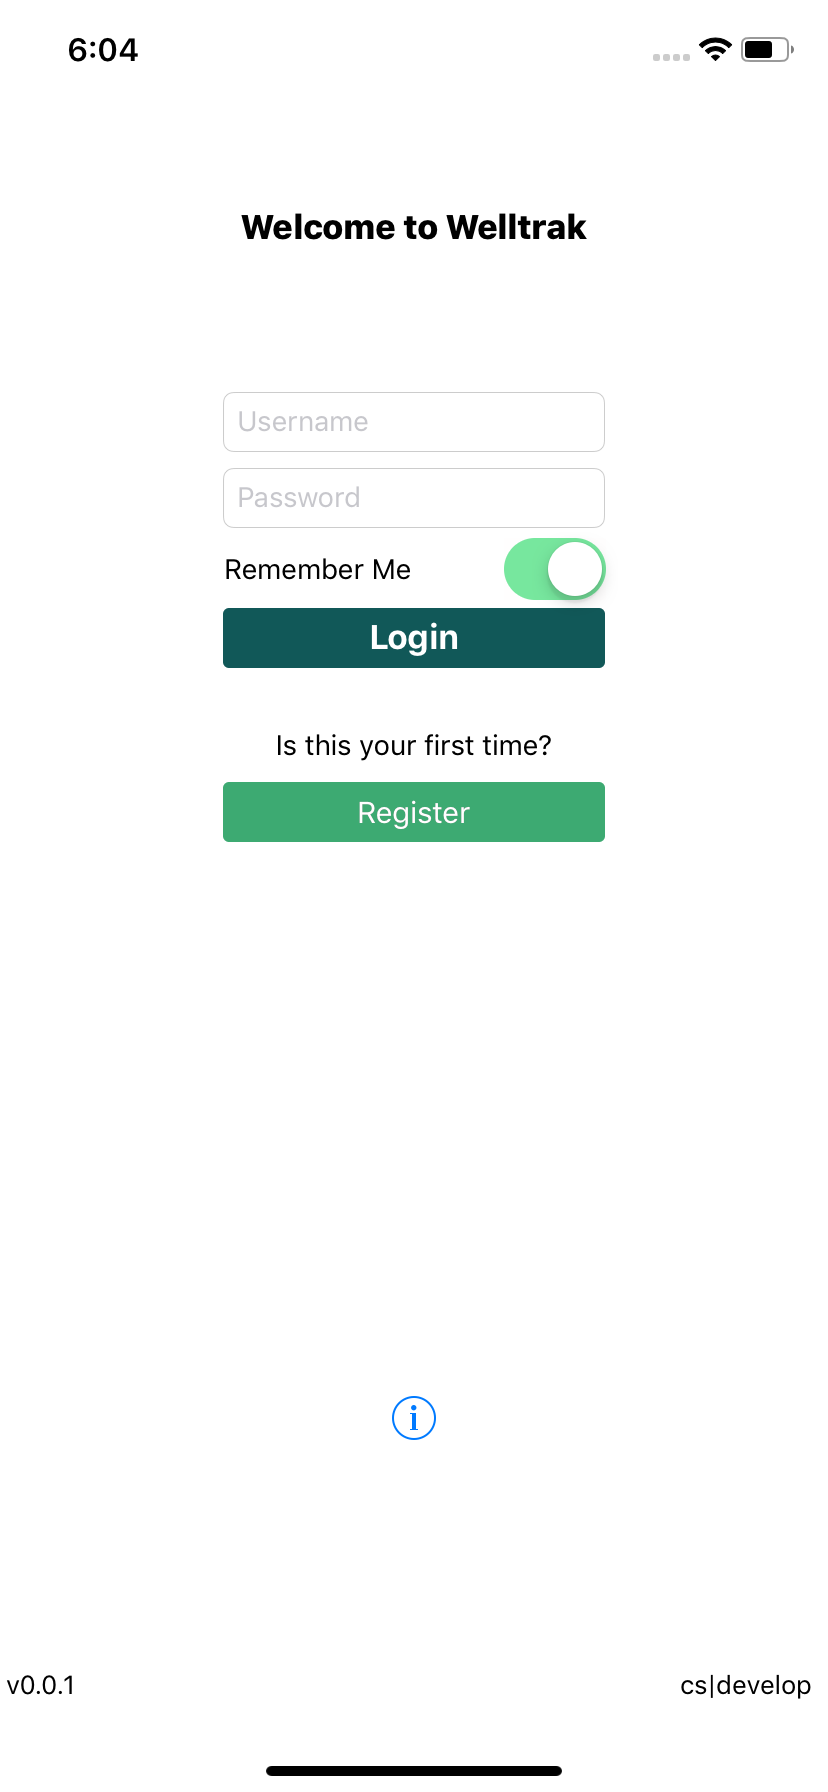 6:04
Welcome to Welltrak
Username
Password
Remember Me
Login
Is this your first time?
Register
i
v0.0.1
cs|develop